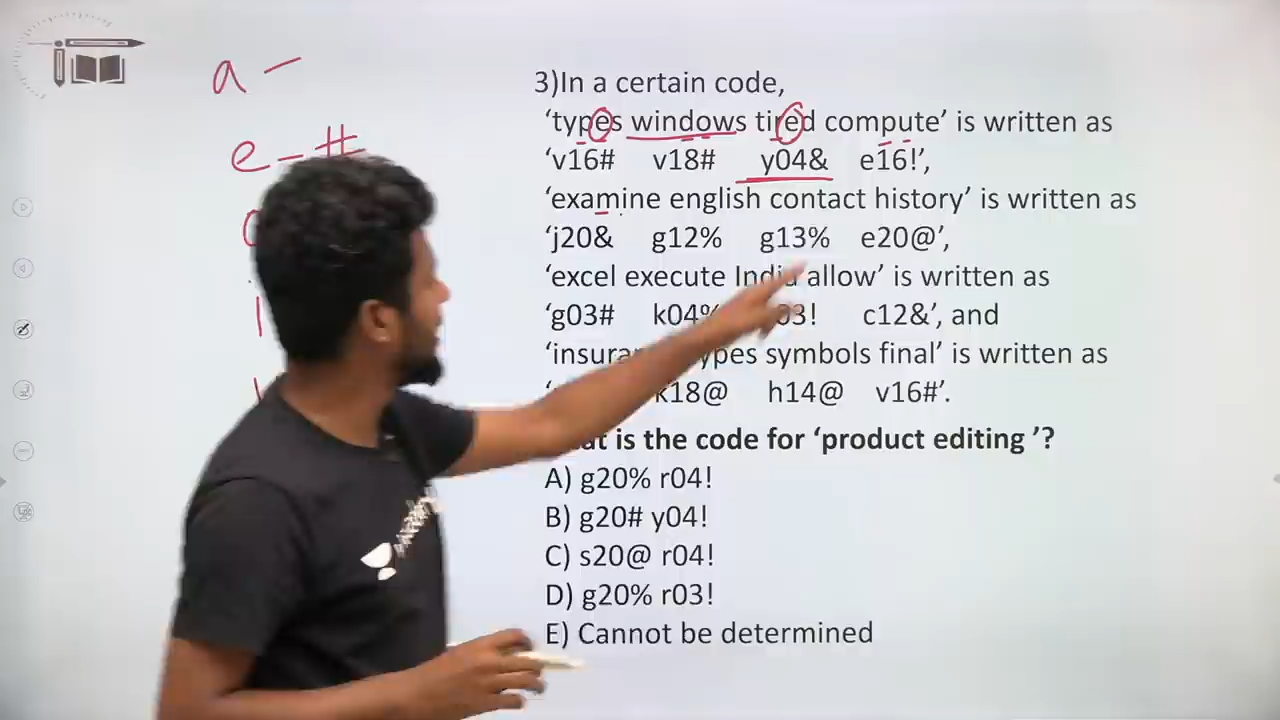 a –
e – #
3)In a certain code,
‘types windows tired compute’ is written as
‘v16# v18# y04& e16!’,
‘examine english contact history’ is written as
‘j20& g12% g13% e20@’,
‘excel execute India allow’ is written as
‘g03# k04% 03! c12&’, and
types symbols final’ is written as
k18@ h14@ v16#’.
is the code for ‘product editing ’?
A) g20% r04!
B) g20# y04!
C) s20@ r04!
D) g20% r03!
E) Cannot be determined